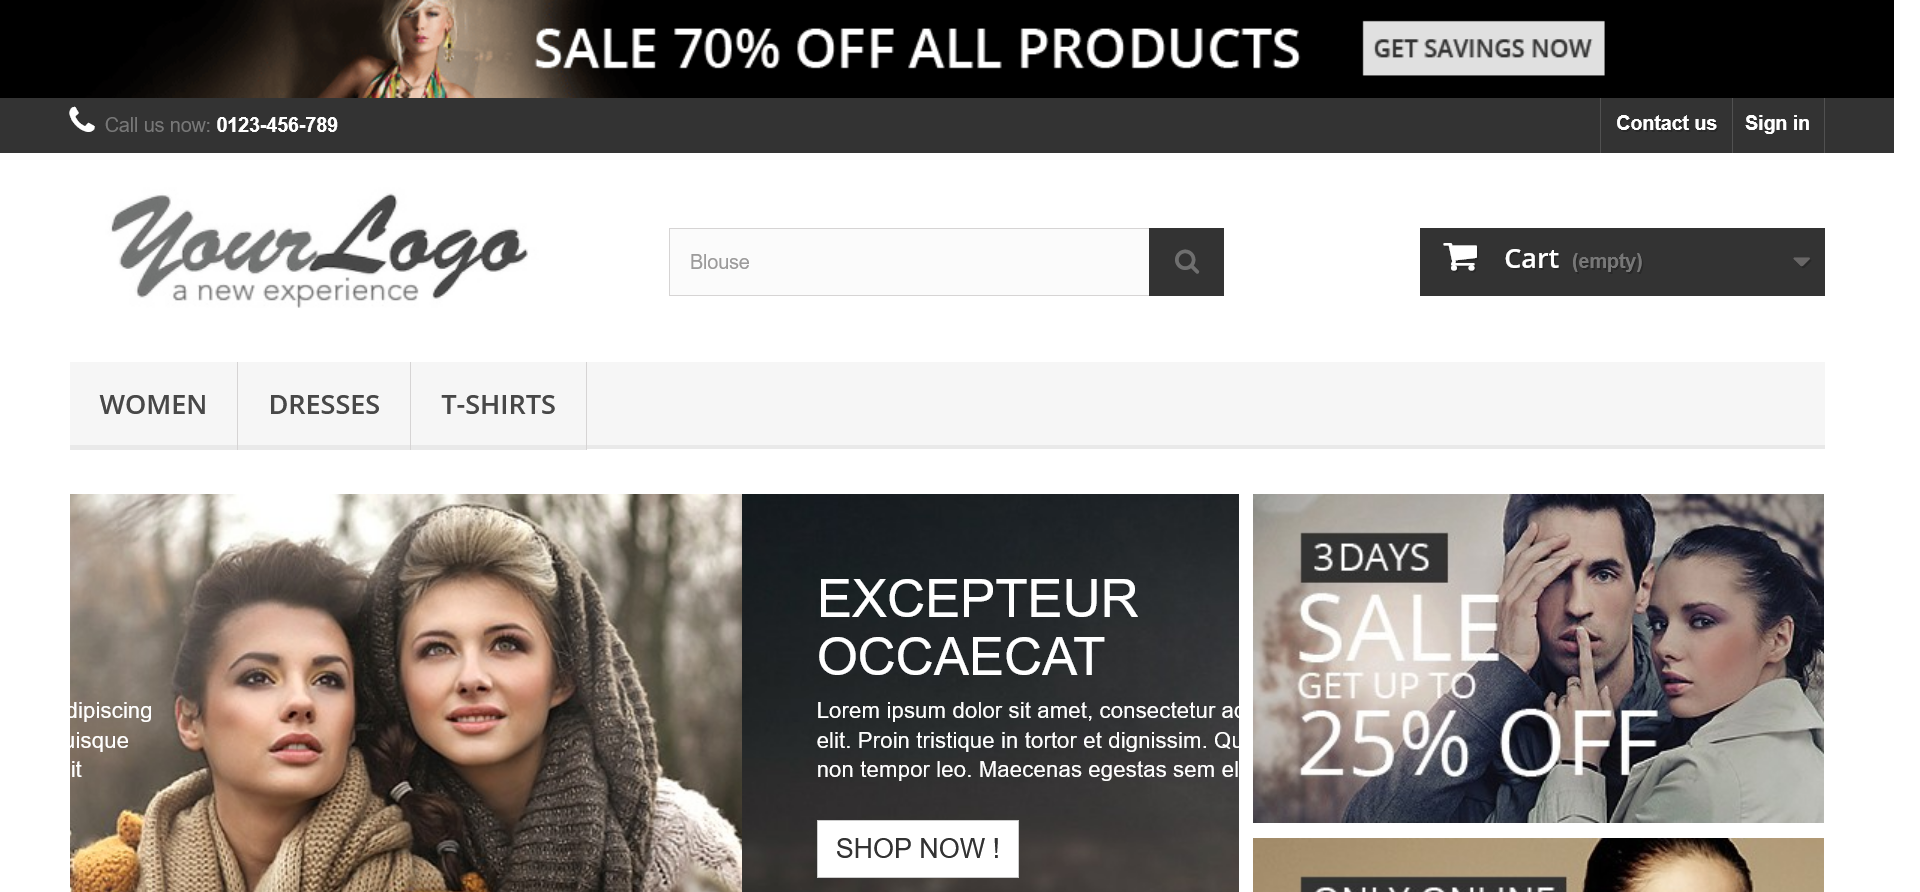 SALE 70% OFF ALL PRODUCTS
GET SAVINGS NOW
Call us now: 0123-456-789
Contact us
Sign in
YourLogo
a new experience
Blouse
Cart (empty)
WOMEN
DRESSES
T-SHIRTS
dipiscing
uisque
it
EXCEPTEUR
OCCAECAT
Lorem ipsum dolor sit amet, consectetur ad
elit. Proin tristique in tortor et dignissim. Qu
non tempor leo. Maecenas egestas sem el
SHOP NOW !
3 DAYS
SALE
GET UP TO
25% OFF
ONLY ONLINE